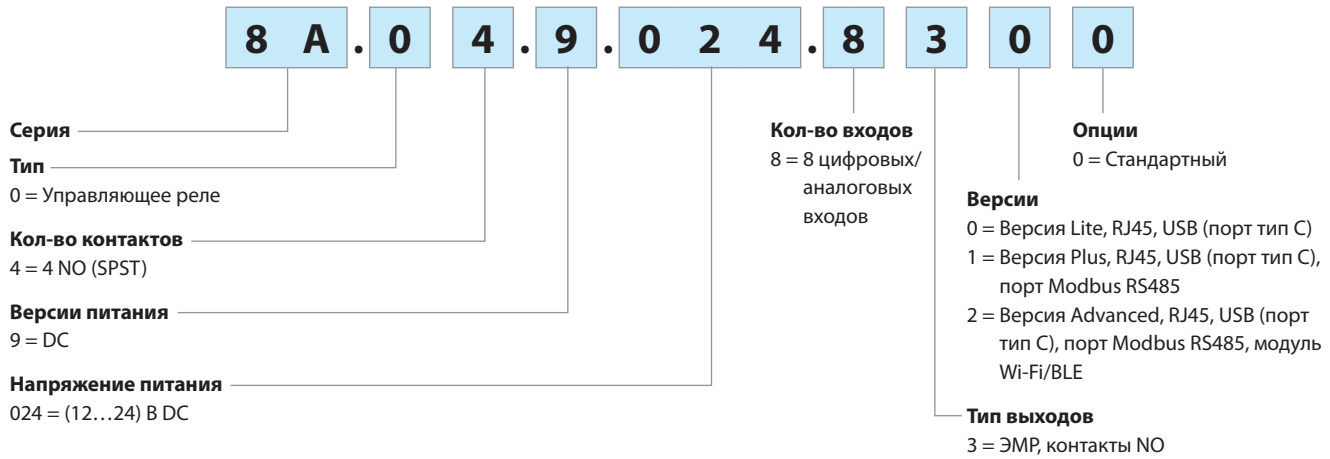 8 A . 0 4 . 9 . 0 2 4 . 8 3 0 0
Серия
Тип
0 = Управляющее реле
Кол-во контактов
4 = 4 NO (SPST)
Версии питания
9 = DC
Напряжение питания
024 = (12…24) В DC
Кол-во входов
8 = 8 цифровых/
аналоговых
входов
Опции
0 = Стандартный
Версии
0 = Версия Lite, RJ45, USB (порт тип C)
1 = Версия Plus, RJ45, USB (порт тип C),
порт Modbus RS485
2 = Версия Advanced, RJ45, USB (порт
тип C), порт Modbus RS485, модуль
Wi-Fi/BLE
Тип выходов
3 = ЭМР, контакты NO